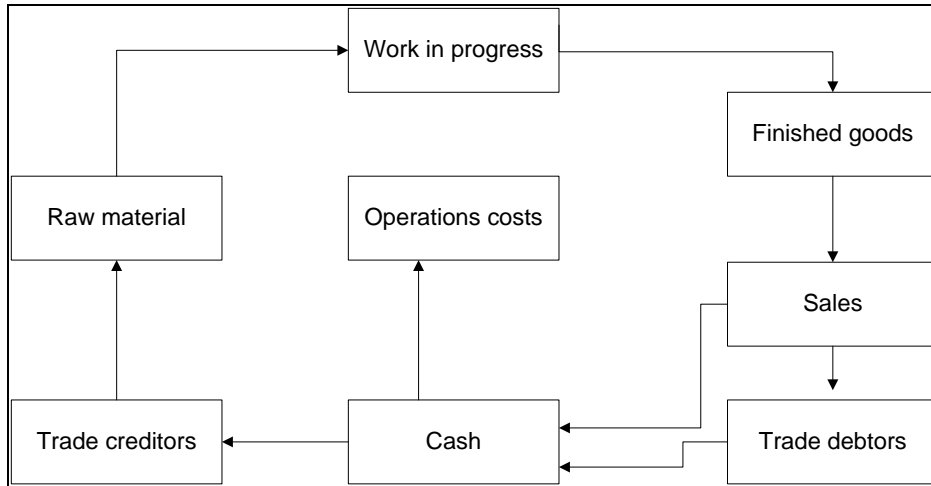 Work in progress
Finished goods
Raw material
Operations costs
Sales
Trade creditors
Cash
Trade debtors